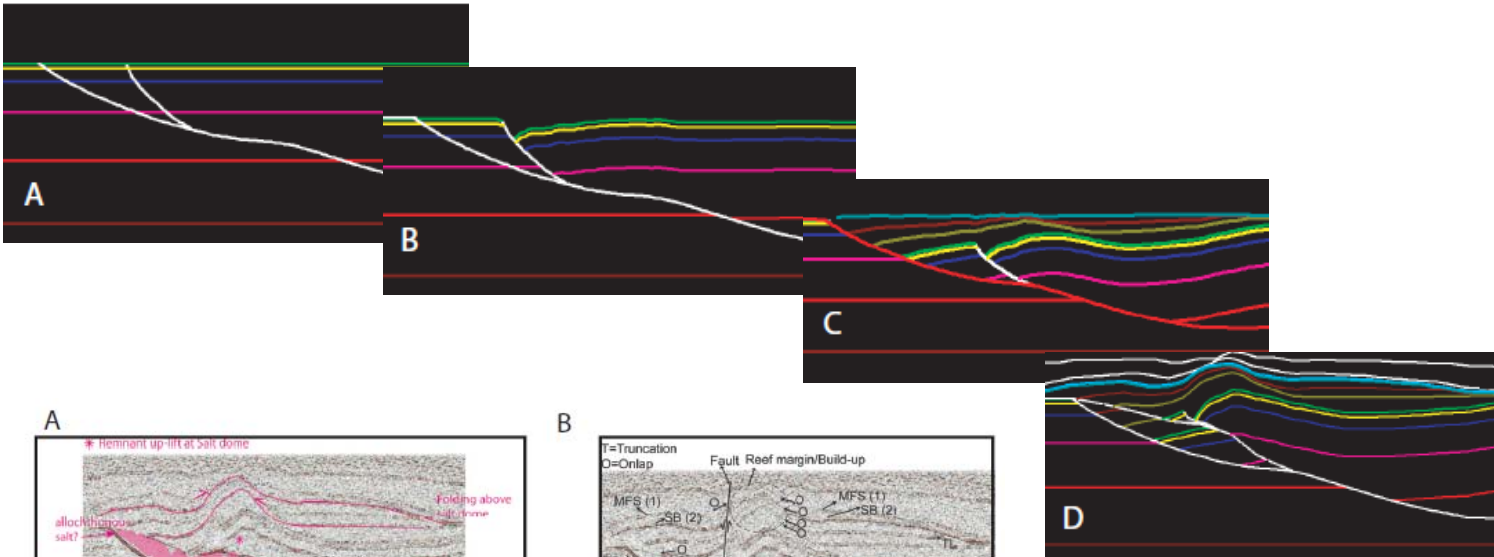 A
B
C
D
A
* Remnant up-lift at Salt dome
Folding above
salt dome
allochthonous
salt?
*
B
T=Truncation
O=Onlap
Fault Reef margin/Build-up
MFS (1)
SB (2)
MFS (1)
SB (2)
O
O
O
O
O
O